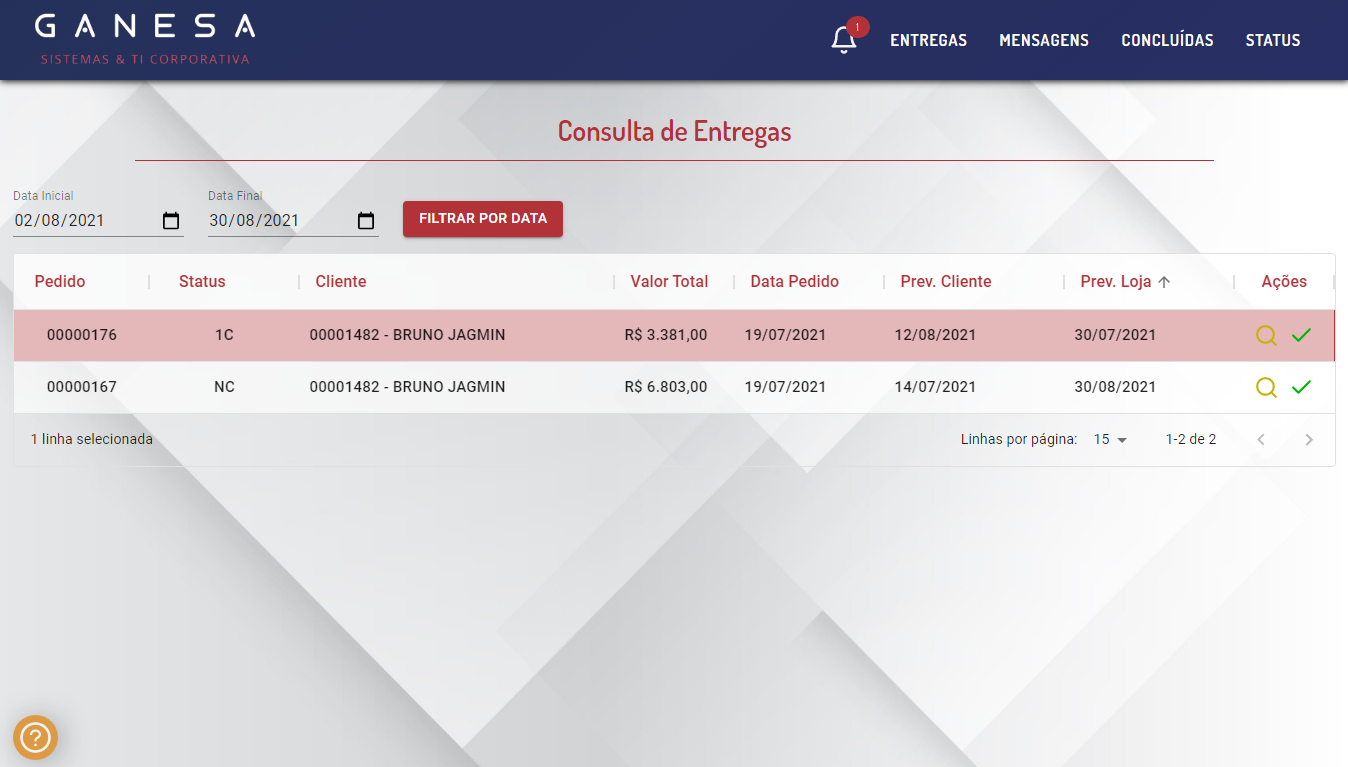 GANESA
SISTEMAS & TI CORPORATIVA
1
ENTREGAS MENSAGENS CONCLUÍDAS STATUS
Consulta de Entregas
Data Inicial Data Final
02/08/2021 30/08/2021 FILTRAR POR DATA
Pedido Status Cliente Valor Total Data Pedido Prev. Cliente Prev. Loja Ações
00000176 1C 00001482 - BRUNO JAGMIN R$ 3.381,00 19/07/2021 12/08/2021 30/07/2021
00000167 NC 00001482 - BRUNO JAGMIN R$ 6.803,00 19/07/2021 14/07/2021 30/08/2021
1 linha selecionada Linhas por página: 15 1-2 de 2
?